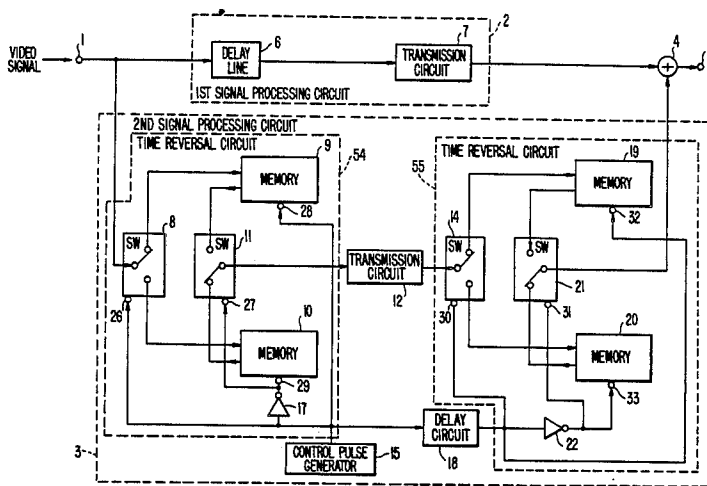 VIDEO SIGNAL
1
DELAY LINE
6
TRANSMISSION CIRCUIT
7
2
4
1ST SIGNAL PROCESSING CIRCUIT
2ND SIGNAL PROCESSING CIRCUIT
TIME REVERSAL CIRCUIT
54
9
MEMORY
28
8
SW
26
11
SW
27
10
MEMORY
29
17
TRANSMISSION CIRCUIT
12
55
TIME REVERSAL CIRCUIT
19
MEMORY
32
14
SW
30
SW
21
31
20
MEMORY
33
DELAY CIRCUIT
18
22
3
CONTROL PULSE GENERATOR
15